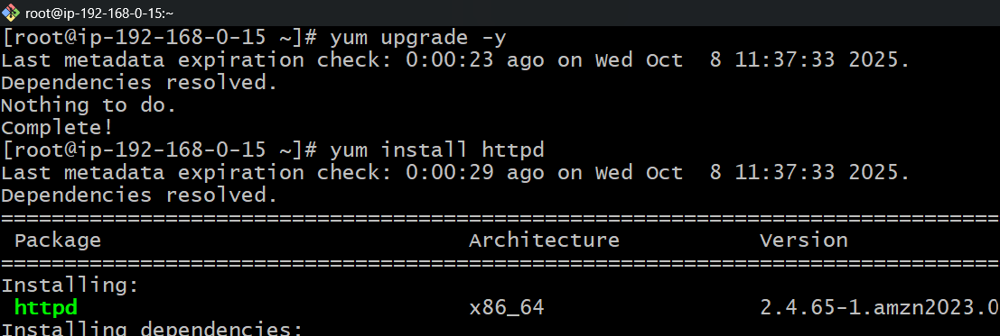 root@ip-192-168-0-15:~
[root@ip-192-168-0-15 ~]# yum upgrade -y
Last metadata expiration check: 0:00:23 ago on Wed Oct  8 11:37:33 2025.
Dependencies resolved.
Nothing to do.
Complete!
[root@ip-192-168-0-15 ~]# yum install httpd
Last metadata expiration check: 0:00:29 ago on Wed Oct  8 11:37:33 2025.
Dependencies resolved.
================================================================================
 Package                             Architecture           Version
================================================================================
Installing:
 httpd                               x86_64                 2.4.65-1.amzn2023.0
Installing dependencies: